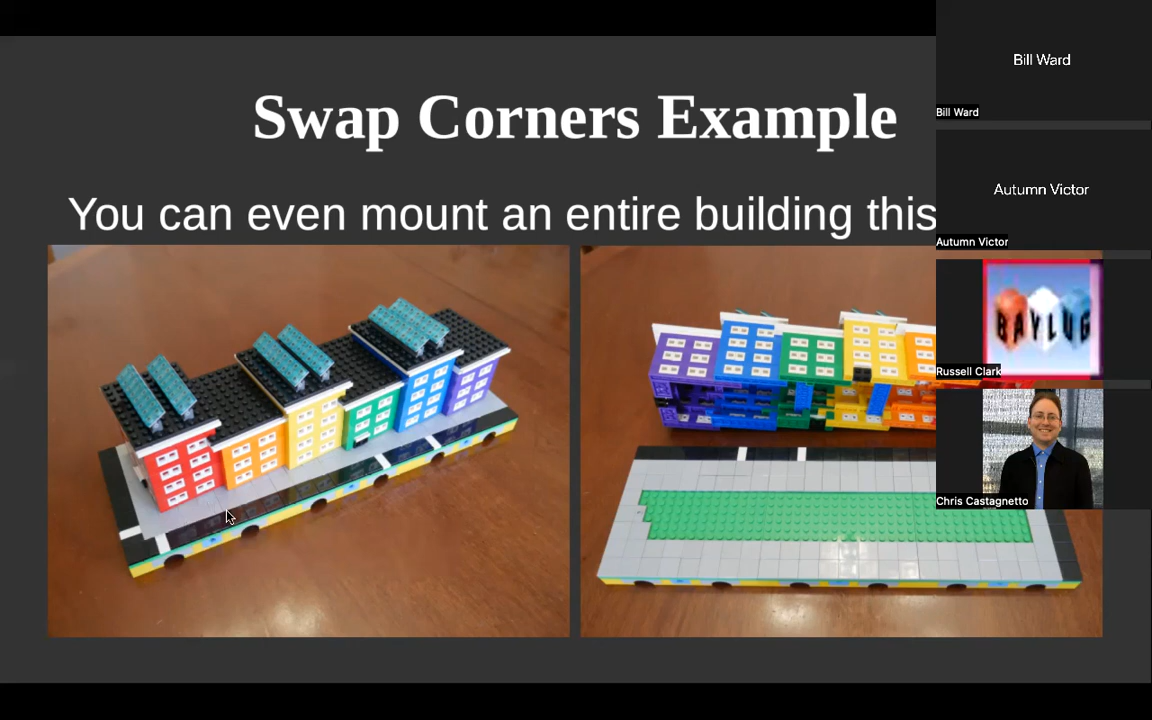 Swap Corners Example
You can even mount an entire building this
Bill Ward
Bill Ward
Autumn Victor
Autumn Victor
BAYLUG
Russell Clark
Chris Castagnetto